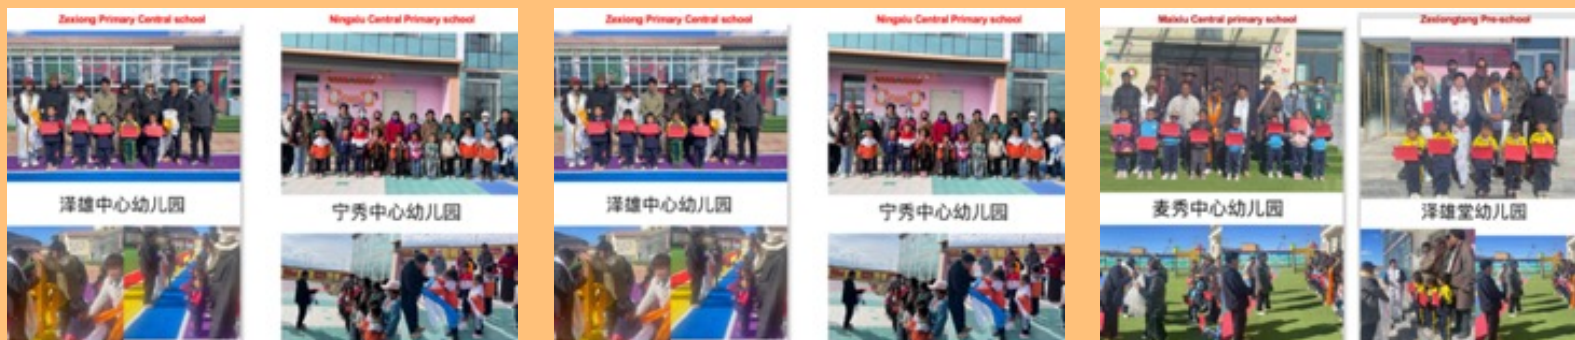 Zexiong Primary Central school
Ningxiu Central Primary school
泽雄中心幼儿园
宁秀中心幼儿园
Zexiong Primary Central school
Ningxiu Central Primary school
泽雄中心幼儿园
宁秀中心幼儿园
Maixiu Central primary school
Zexiongtang Pre-school
麦秀中心幼儿园
泽雄堂幼儿园